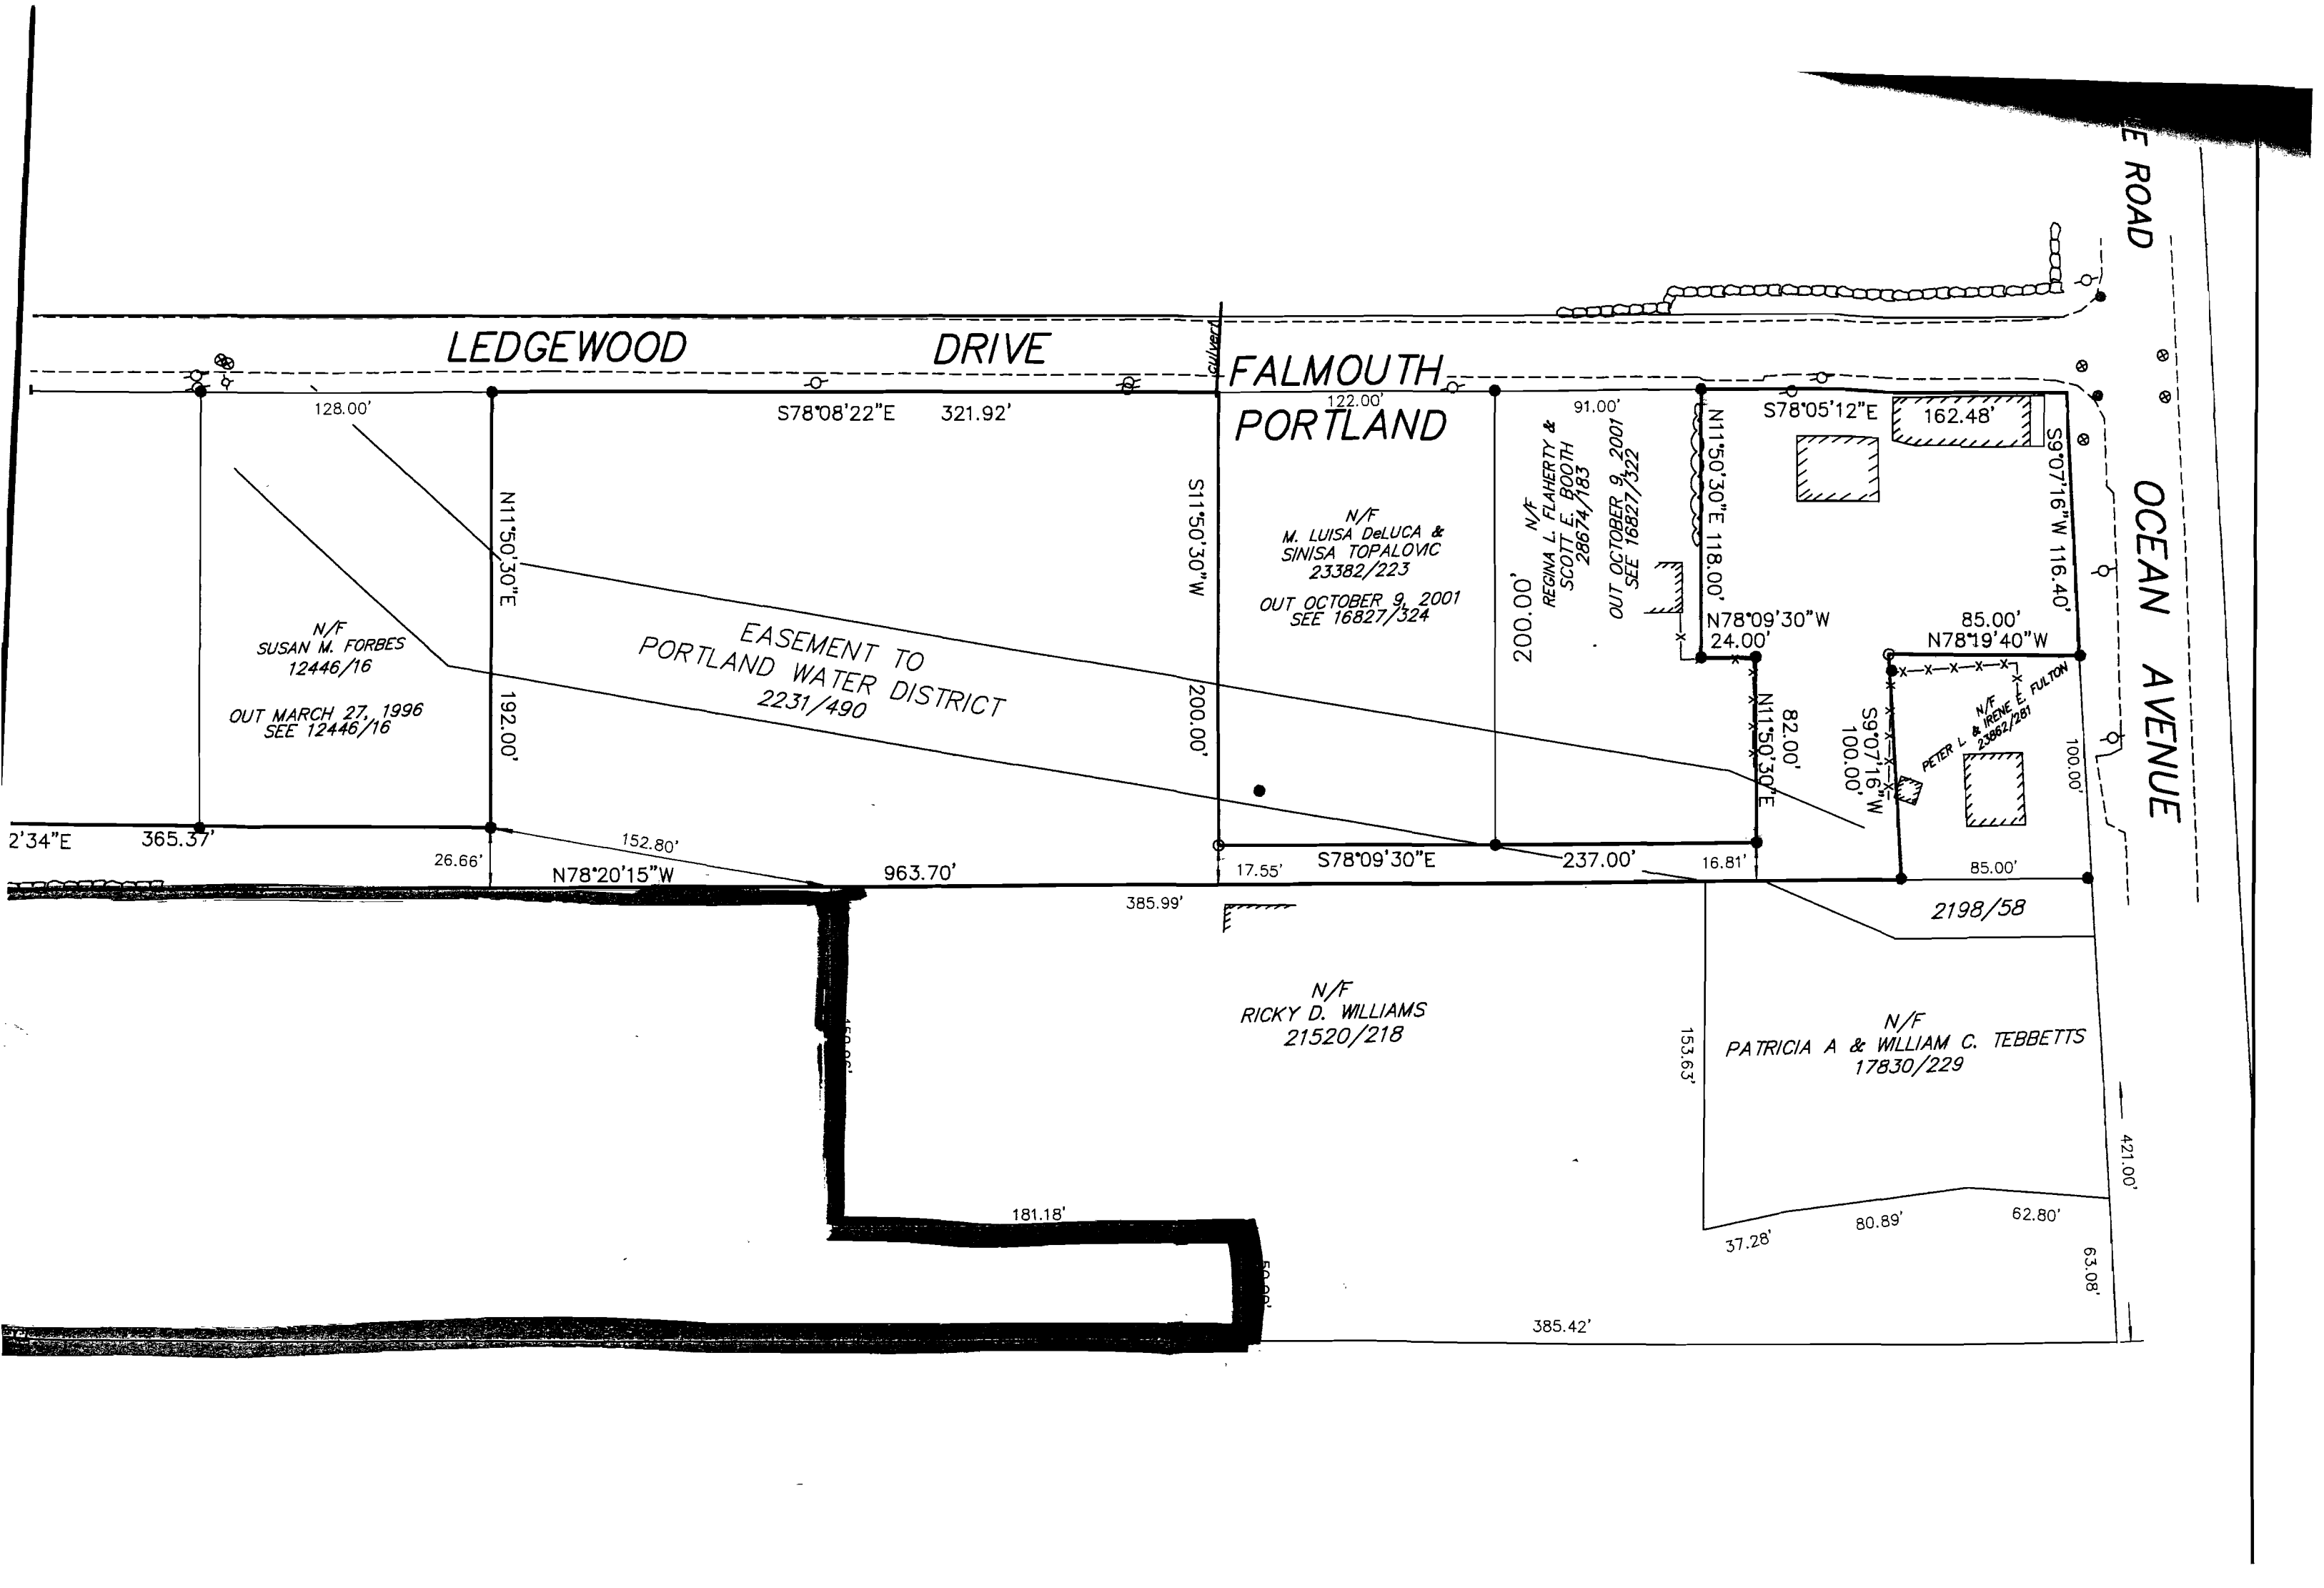 E ROAD
LEDGEWOOD DRIVE
culvert
FALMOUTH
PORTLAND
128.00'
S78°08'22"E 321.92'
122.00'
91.00'
S78°05'12"E
162.48'
N11°50'30"E
192.00'
S11°50'30"W
200.00'
N/F
M. LUISA DeLUCA &
SINISA TOPALOVIC
23382/223
OUT OCTOBER 9, 2001
SEE 16827/324
200.00'
N/F
REGINA L. FLAHERTY &
SCOTT E. BOOTH
28674/183
OUT OCTOBER 9, 2001
SEE 16827/322
N11°50'30"E 118.00'
S9°07'16"W 116.40'
OCEAN AVENUE
N78°09'30"W
24.00'
85.00'
N78°19'40"W
N/F
SUSAN M. FORBES
12446/16
OUT MARCH 27, 1996
SEE 12446/16
EASEMENT TO
PORTLAND WATER DISTRICT
2231/490
N11°50'30"E
82.00'
S9°07'16"W
100.00'
N/F
PETER L. & IRENE E. FULTON
23862/281
100.00'
2'34"E 365.37'
26.66'
152.80'
N78°20'15"W
963.70'
17.55'
S78°09'30"E
237.00'
16.81'
85.00'
385.99'
2198/58
N/F
RICKY D. WILLIAMS
21520/218
153.63'
N/F
PATRICIA A & WILLIAM C. TEBBETTS
17830/229
421.00'
181.18'
37.28'
80.89'
62.80'
63.08'
385.42'